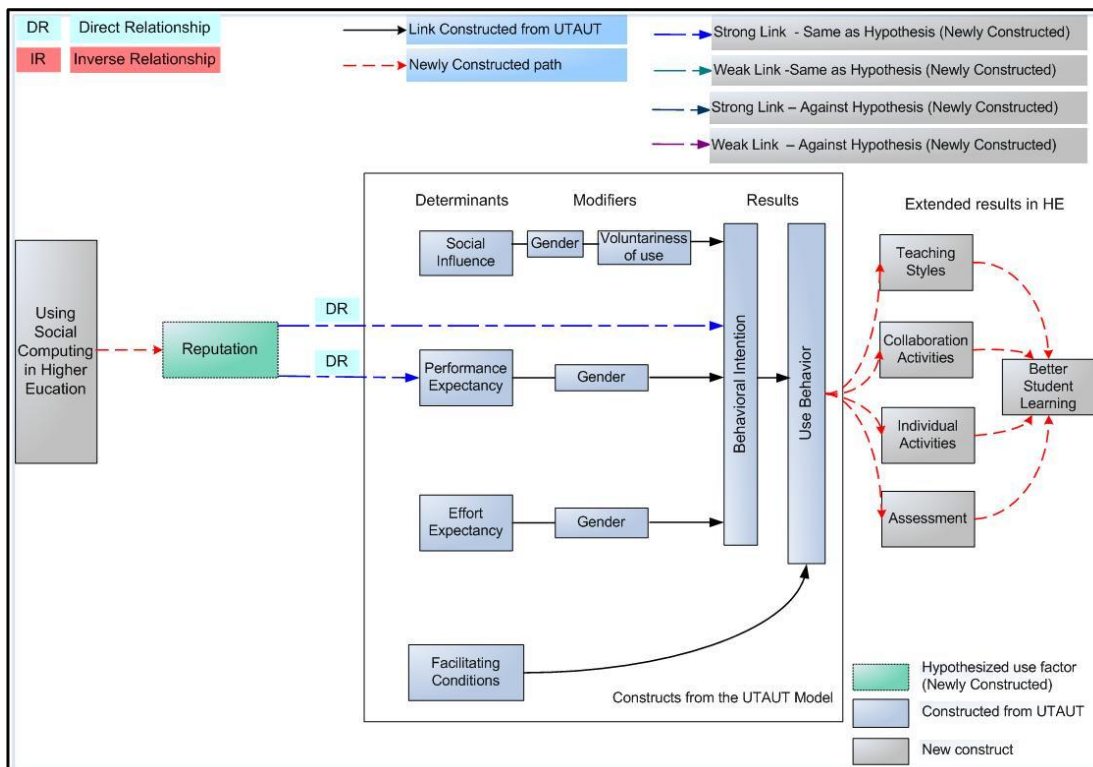 DR
Direct Relationship
IR
Inverse Relationship
Link Constructed from UTAUT
Newly Constructed path
Strong Link - Same as Hypothesis (Newly Constructed)
Weak Link -Same as Hypothesis (Newly Constructed)
Strong Link – Against Hypothesis (Newly Constructed)
Weak Link – Against Hypothesis (Newly Constructed)
Determinants
Modifiers
Results
Extended results in HE
Using
Social
Computing
in Higher
Eucation
Reputation
DR
DR
Social
Influence
Gender
Voluntariness
of use
Performance
Expectancy
Gender
Effort
Expectancy
Gender
Facilitating
Conditions
Behavioral Intention
Use Behavior
Constructs from the UTAUT Model
Teaching
Styles
Collaboration
Activities
Individual
Activities
Assessment
Better
Student
Learning
Hypothesized use factor
(Newly Constructed)
Constructed from UTAUT
New construct